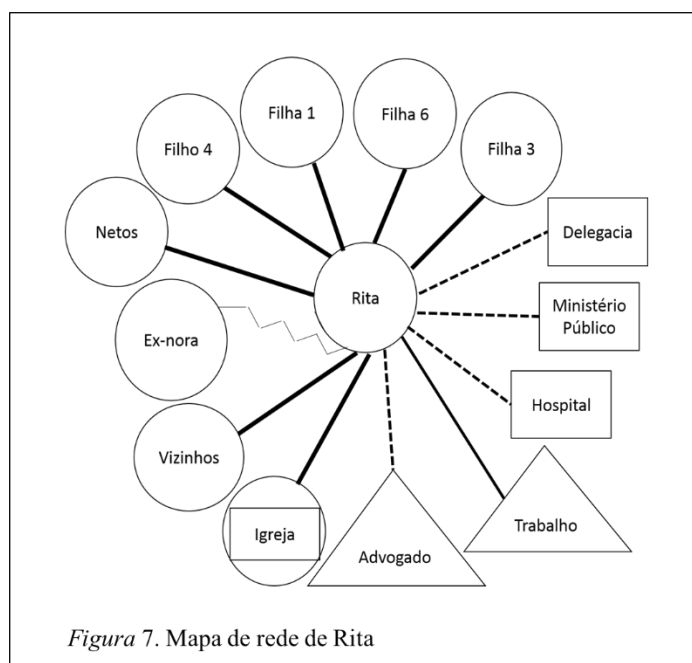 Filha 1
Filha 6
Filho 4
Filha 3
Netos
Delegacia
Rita
Ministério
Público
Ex-nora
Hospital
Vizinhos
Trabalho
Igreja
Advogado
Figura 7. Mapa de rede de Rita